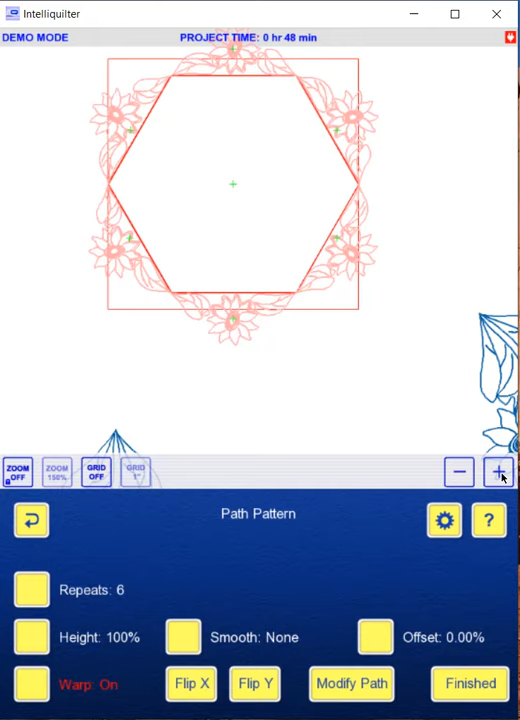 Intelliquilter
DEMO MODE PROJECT TIME: 0 hr 48 min
ZOOM OFF
ZOOM 150%
GRID OFF
GRID 1"
Path Pattern
?
Repeats: 6
Height: 100% Smooth: None Offset: 0.00%
Warp: On Flip X Flip Y Modify Path Finished